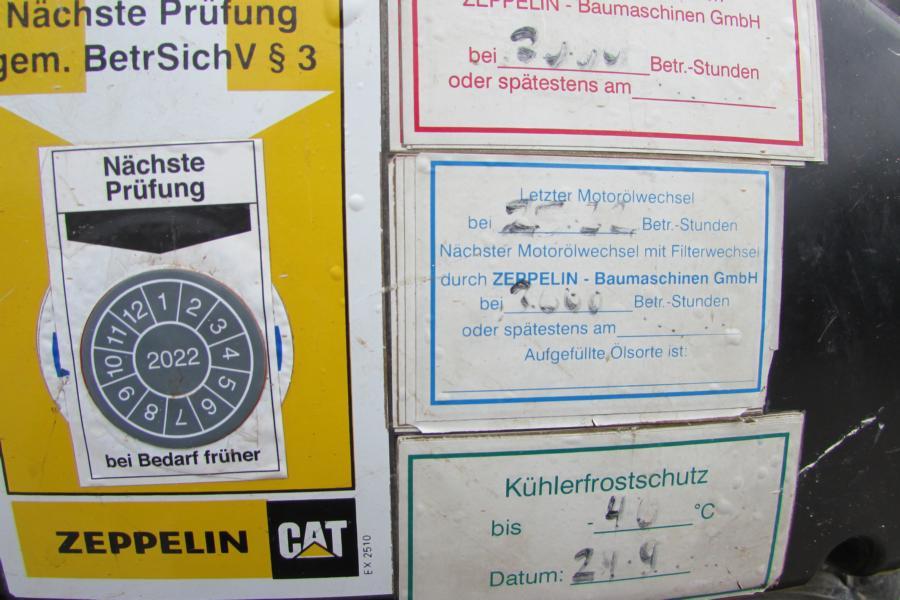 Nächste Prüfung
gem. BetrSichV § 3
Nächste
Prüfung
1 2 3 4 5 6 7 8 9 10 11 12
2022
bei Bedarf früher
ZEPPELIN CAT
EX 2510
ZEPPELIN - Baumaschinen GmbH
bei Betr.-Stunden
oder spätestens am
Letzter Motorölwechsel
bei Betr.-Stunden
Nächster Motorölwechsel mit Filterwechsel
durch ZEPPELIN - Baumaschinen GmbH
bei Betr.-Stunden
oder spätestens am
Aufgefüllte Ölsorte ist:
Kühlerfrostschutz
bis - 40 °C
Datum: